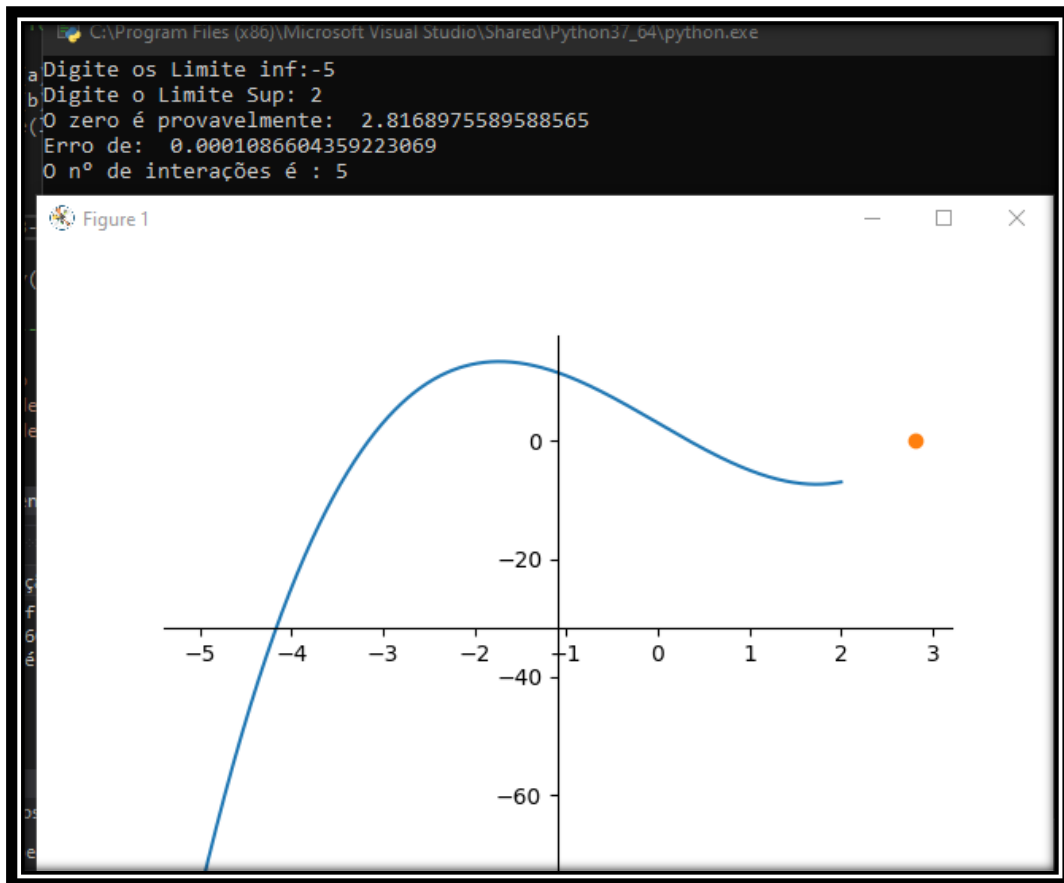 C:\Program Files (x86)\Microsoft Visual Studio\Shared\Python37_64\python.exe
Digite os Limite inf:-5
Digite o Limite Sup: 2
O zero é provavelmente:  2.8168975589588565
Erro de:  0.0001086604359223069
O nº de interações é : 5
Figure 1
0
−20
−5 −4 −3 −2 −1 0 1 2 3
−40
−60